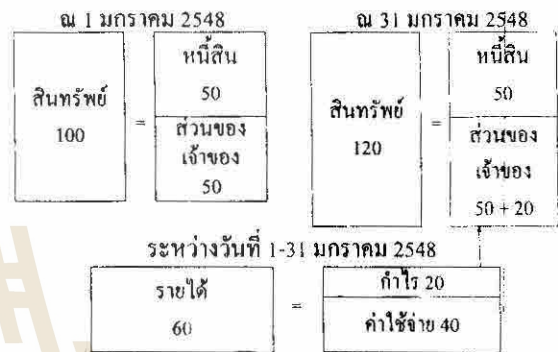 ณ 1 มกราคม 2548
สินทรัพย์
100
=
หนี้สิน
50
ส่วนของ
เจ้าของ
50
ณ 31 มกราคม 2548
สินทรัพย์
120
=
หนี้สิน
50
ส่วนของ
เจ้าของ
50 + 20
ระหว่างวันที่ 1-31 มกราคม 2548
รายได้
60
=
กำไร 20
ค่าใช้จ่าย 40